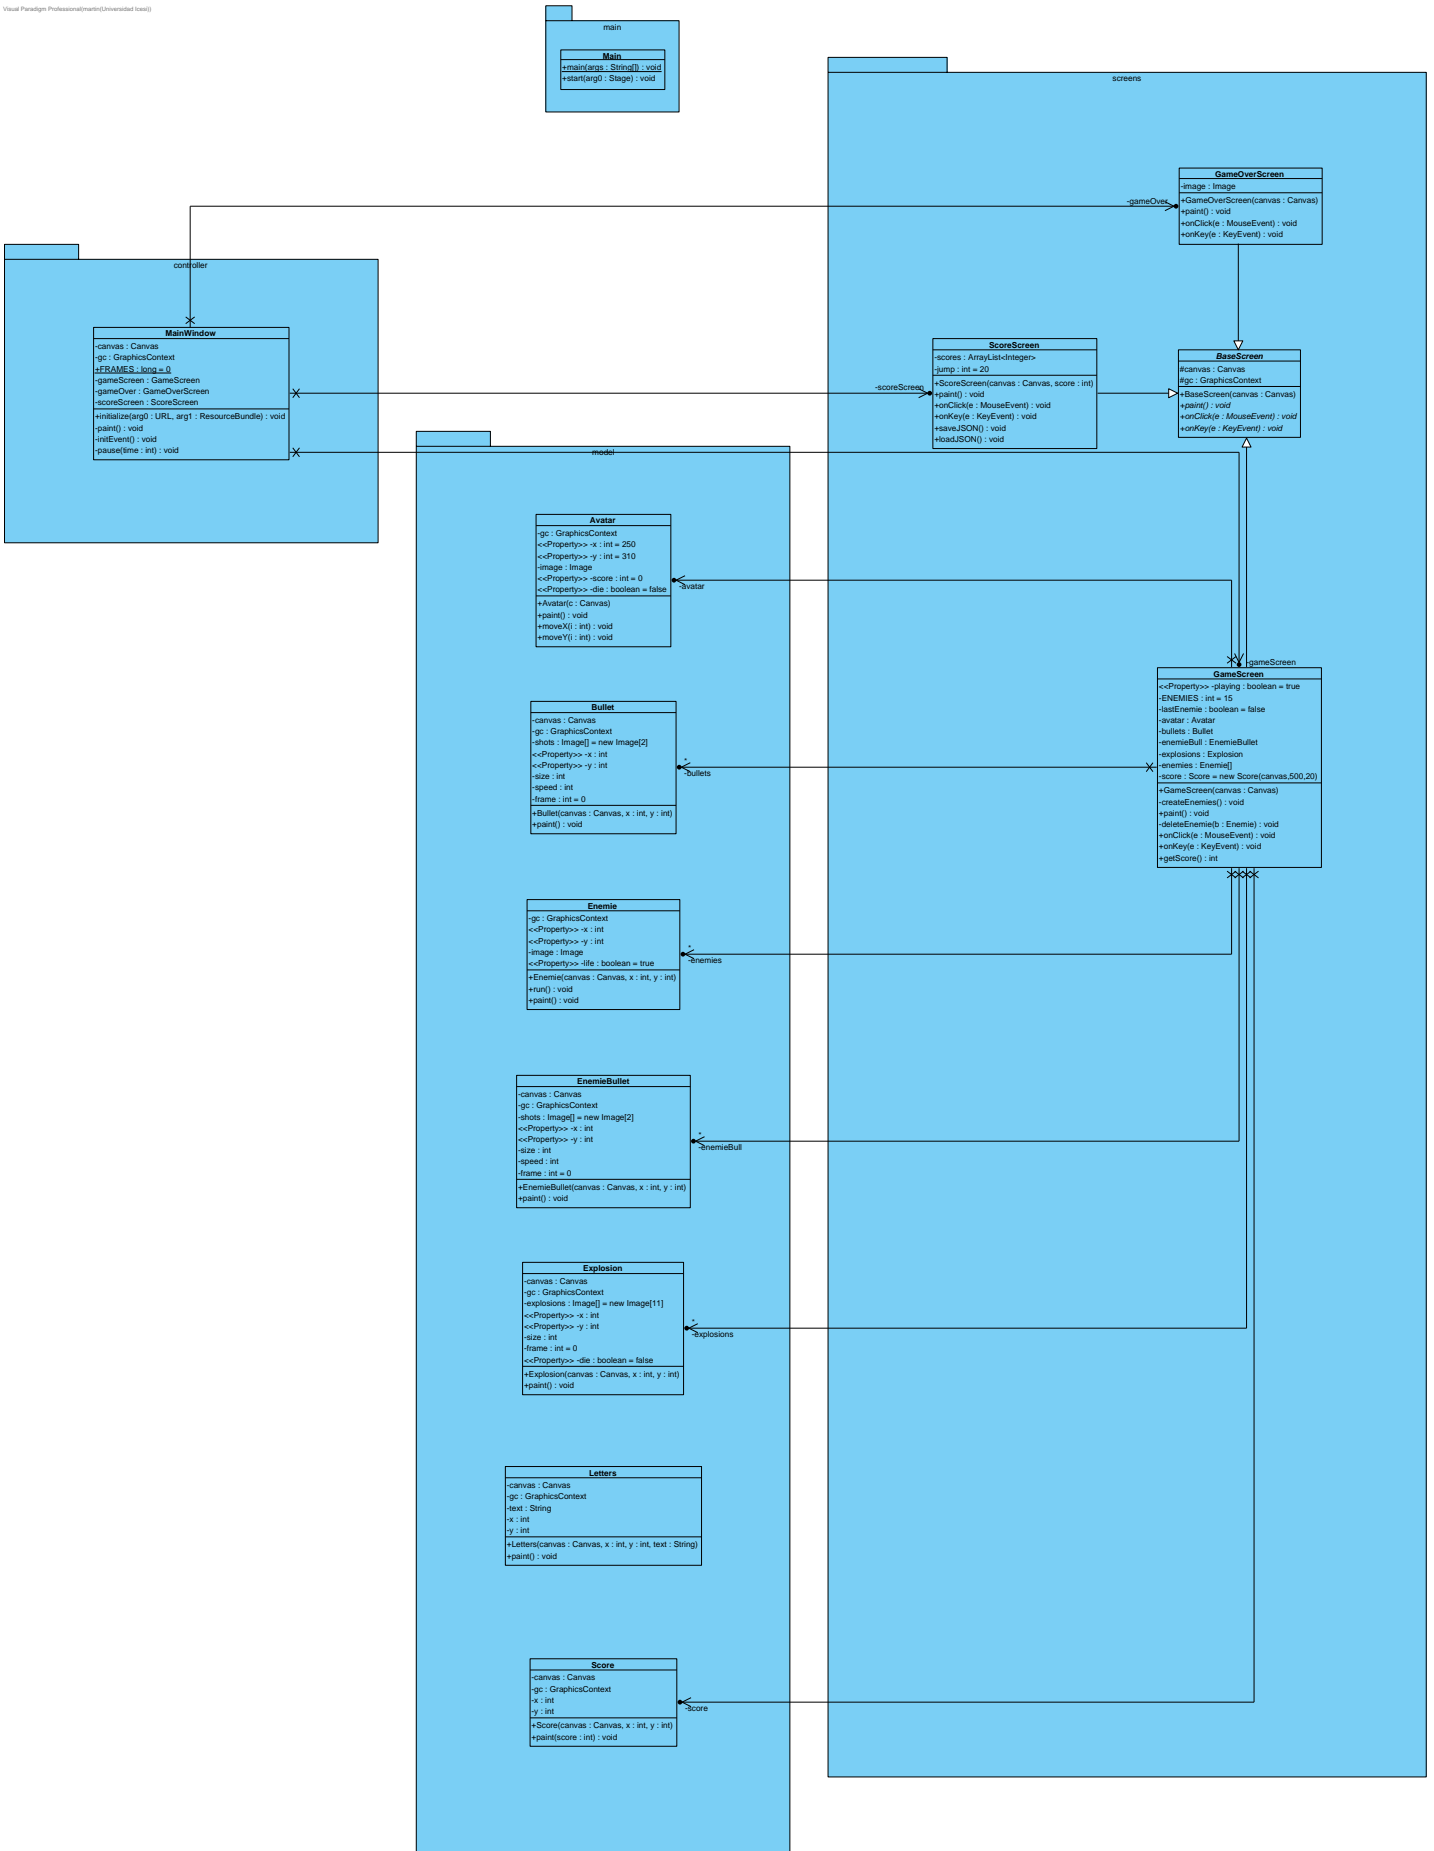 Visual Paradigm Professional(martin(Universidad Icesi))
main
Main
+main(args : String[]) : void
+start(arg0 : Stage) : void
screens
GameOverScreen
-image : Image
+GameOverScreen(canvas : Canvas)
+paint() : void
+onClick(e : MouseEvent) : void
+onKey(e : KeyEvent) : void
-gameOver
controller
MainWindow
-canvas : Canvas
-gc : GraphicsContext
+FRAMES : long = 0
-gameScreen : GameScreen
-gameOver : GameOverScreen
-scoreScreen : ScoreScreen
+initialize(arg0 : URL, arg1 : ResourceBundle) : void
-paint() : void
-initEvent() : void
-pause(time : int) : void
-scoreScreen
ScoreScreen
-scores : ArrayList<Integer>
-jump : int = 20
+ScoreScreen(canvas : Canvas, score : int)
+paint() : void
+onClick(e : MouseEvent) : void
+onKey(e : KeyEvent) : void
+saveJSON() : void
+loadJSON() : void
BaseScreen
#canvas : Canvas
#gc : GraphicsContext
+BaseScreen(canvas : Canvas)
+paint() : void
+onClick(e : MouseEvent) : void
+onKey(e : KeyEvent) : void
model
Avatar
-gc : GraphicsContext
<<Property>> -x : int = 250
<<Property>> -y : int = 310
-image : Image
<<Property>> -score : int = 0
<<Property>> -die : boolean = false
+Avatar(c : Canvas)
+paint() : void
+moveX(i : int) : void
+moveY(i : int) : void
-avatar
-gameScreen
GameScreen
<<Property>> -playing : boolean = true
-ENEMIES : int = 15
-lastEnemie : boolean = false
-avatar : Avatar
-bullets : Bullet
-enemieBull : EnemieBullet
-explosions : Explosion
-enemies : Enemie[]
-score : Score = new Score(canvas,500,20)
+GameScreen(canvas : Canvas)
-createEnemies() : void
+paint() : void
-deleteEnemie(b : Enemie) : void
+onClick(e : MouseEvent) : void
+onKey(e : KeyEvent) : void
+getScore() : int
Bullet
-canvas : Canvas
-gc : GraphicsContext
-shots : Image[] = new Image[2]
<<Property>> -x : int
<<Property>> -y : int
-size : int
-speed : int
-frame : int = 0
+Bullet(canvas : Canvas, x : int, y : int)
+paint() : void
*
-bullets
Enemie
-gc : GraphicsContext
<<Property>> -x : int
<<Property>> -y : int
-image : Image
<<Property>> -life : boolean = true
+Enemie(canvas : Canvas, x : int, y : int)
+run() : void
+paint() : void
*
-enemies
EnemieBullet
-canvas : Canvas
-gc : GraphicsContext
-shots : Image[] = new Image[2]
<<Property>> -x : int
<<Property>> -y : int
-size : int
-speed : int
-frame : int = 0
+EnemieBullet(canvas : Canvas, x : int, y : int)
+paint() : void
*
-enemieBull
Explosion
-canvas : Canvas
-gc : GraphicsContext
-explosions : Image[] = new Image[11]
<<Property>> -x : int
<<Property>> -y : int
-size : int
-frame : int = 0
<<Property>> -die : boolean = false
+Explosion(canvas : Canvas, x : int, y : int)
+paint() : void
*
-explosions
Letters
-canvas : Canvas
-gc : GraphicsContext
-text : String
-x : int
-y : int
+Letters(canvas : Canvas, x : int, y : int, text : String)
+paint() : void
Score
-canvas : Canvas
-gc : GraphicsContext
-x : int
-y : int
+Score(canvas : Canvas, x : int, y : int)
+paint(score : int) : void
-score